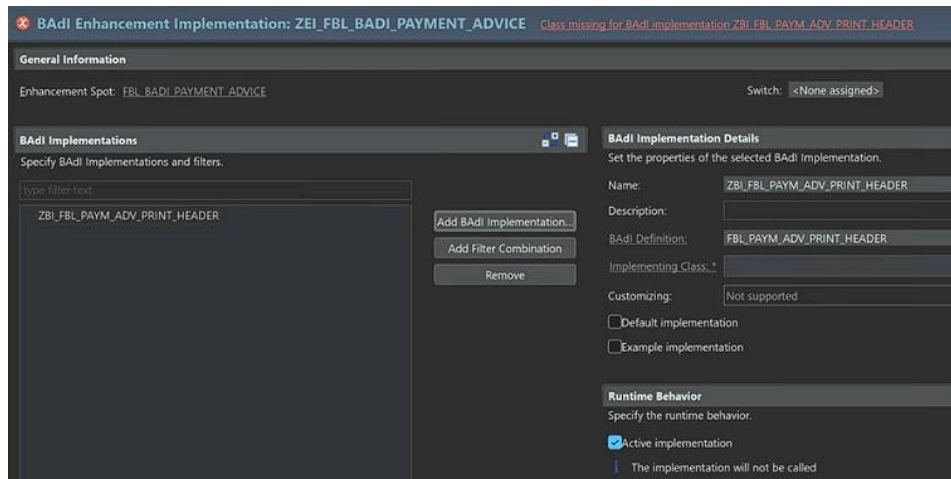 BAdI Enhancement Implementation: ZEI_FBL_BADI_PAYMENT_ADVICE Class missing for BAdI implementation ZBI_FBL_PAYM_ADV_PRINT_HEADER
General Information
Enhancement Spot: FBL_BADI_PAYMENT_ADVICE
Switch: <None assigned>
BAdI Implementations
Specify BAdI Implementations and filters.
type filter text
ZBI_FBL_PAYM_ADV_PRINT_HEADER
Add BAdI Implementation...
Add Filter Combination
Remove
BAdI Implementation Details
Set the properties of the selected BAdI Implementation.
Name: ZBI_FBL_PAYM_ADV_PRINT_HEADER
Description:
BAdI Definition: FBL_PAYM_ADV_PRINT_HEADER
Implementing Class: *
Customizing: Not supported
Default implementation
Example implementation
Runtime Behavior
Specify the runtime behavior.
Active implementation
The implementation will not be called